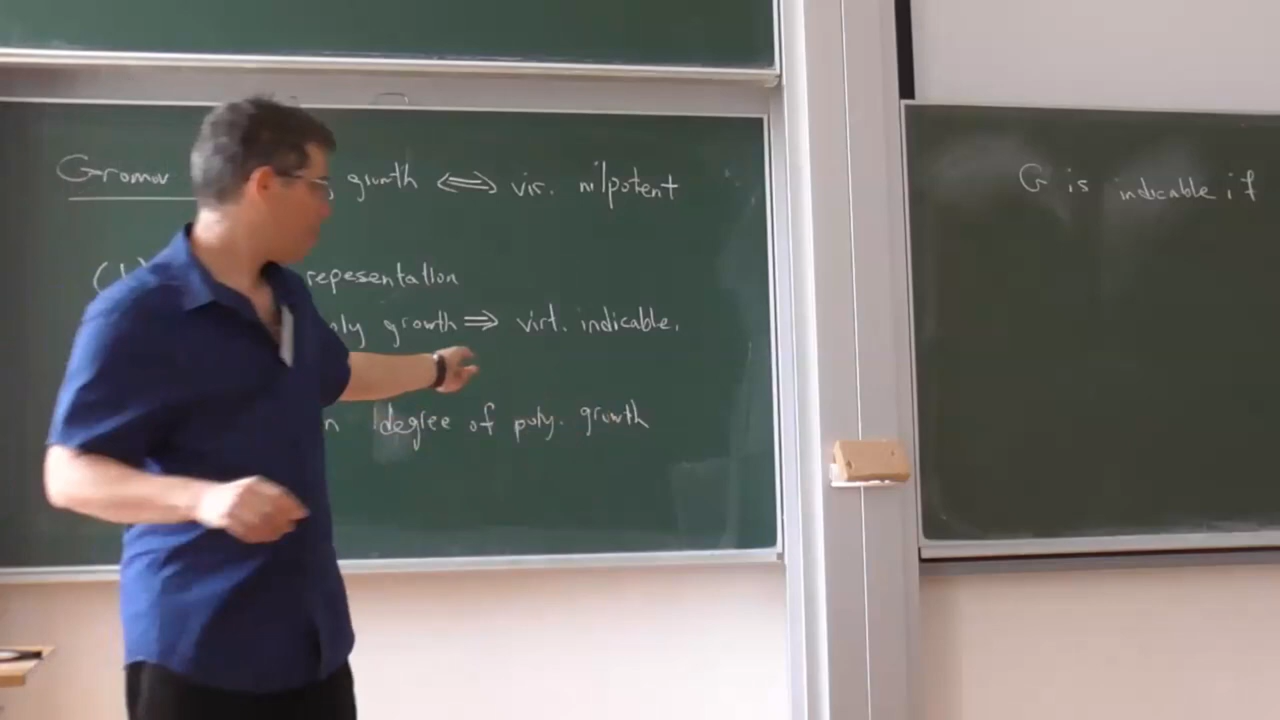 Gromov growth ⟺ vir. nilpotent
(1) repesentation
poly growth ⟹ virt. indicable.
n degree of poly. growth
G is indicable if